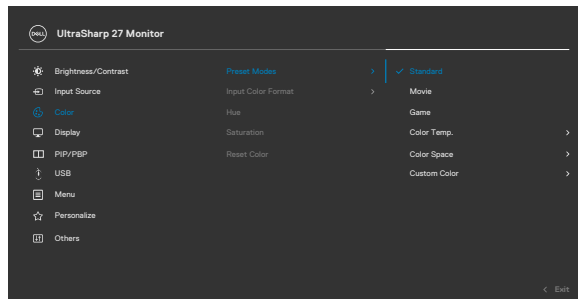 DELL UltraSharp 27 Monitor
Brightness/Contrast Preset Modes > ✓ Standard
Input Source Input Color Format > Movie
Color Hue Game
Display Saturation Color Temp. >
PIP/PBP Reset Color Color Space >
USB Custom Color >
Menu
Personalize
Others
< Exit